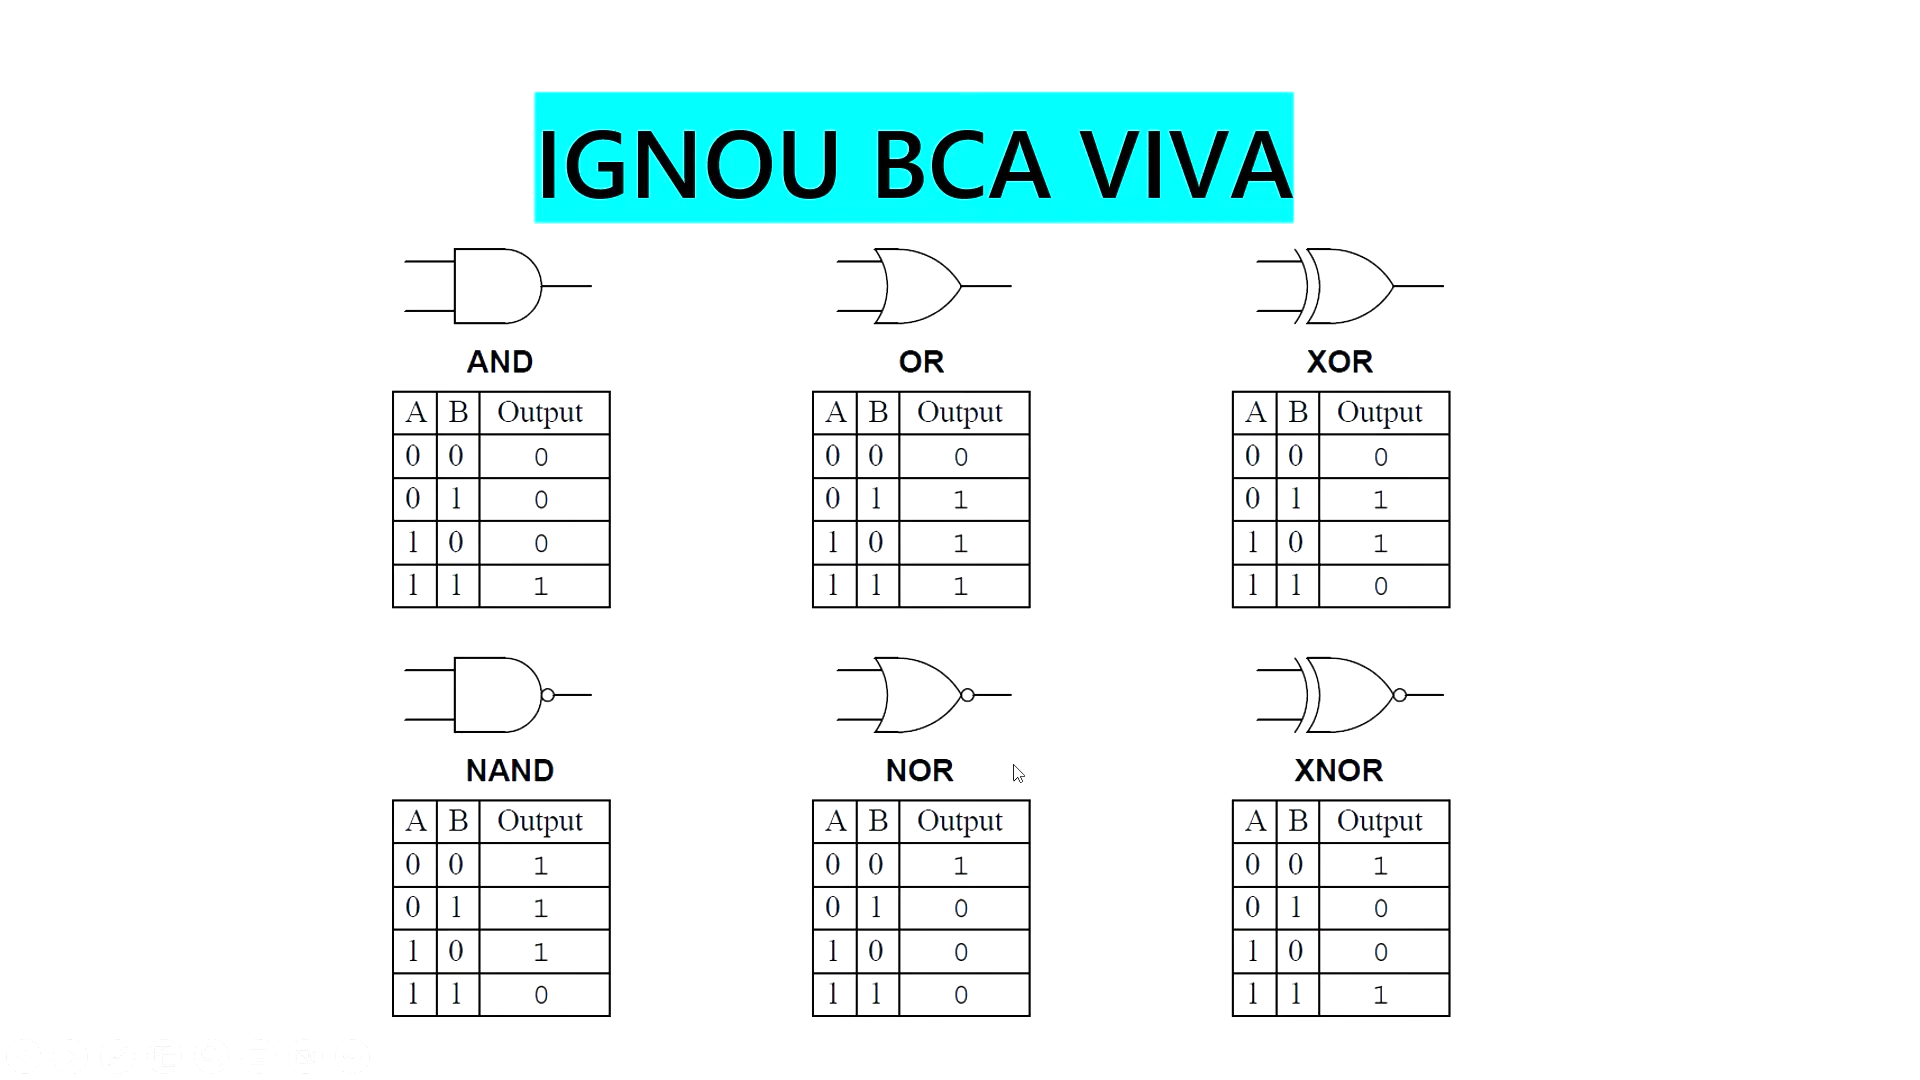 IGNOU BCA VIVA
AND OR XOR
A B Output A B Output A B Output
0 0 0 0 0 0 0 0 0
0 1 0 0 1 1 0 1 1
1 0 0 1 0 1 1 0 1
1 1 1 1 1 1 1 1 0
NAND NOR XNOR
A B Output A B Output A B Output
0 0 1 0 0 1 0 0 1
0 1 1 0 1 0 0 1 0
1 0 1 1 0 0 1 0 0
1 1 0 1 1 0 1 1 1